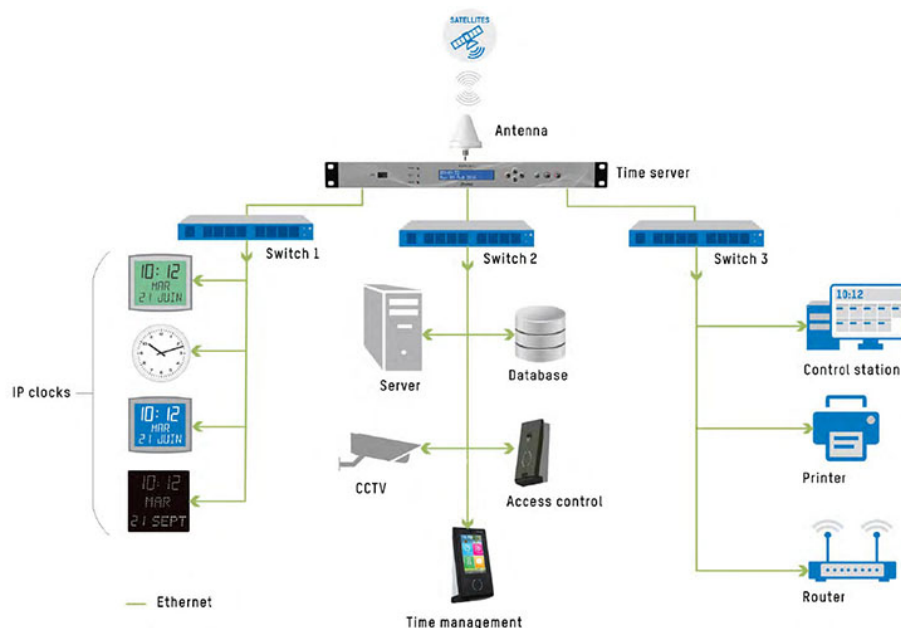 SATELLITES
Antenna
Time server
Switch 1
Switch 2
Switch 3
10:12
MAR
21 JUIN
10:12
MAR
21 JUIN
10:12
MAR
21 SEPT
IP clocks
Server
Database
CCTV
Access control
Time management
10:12
Control station
Printer
Router
Ethernet